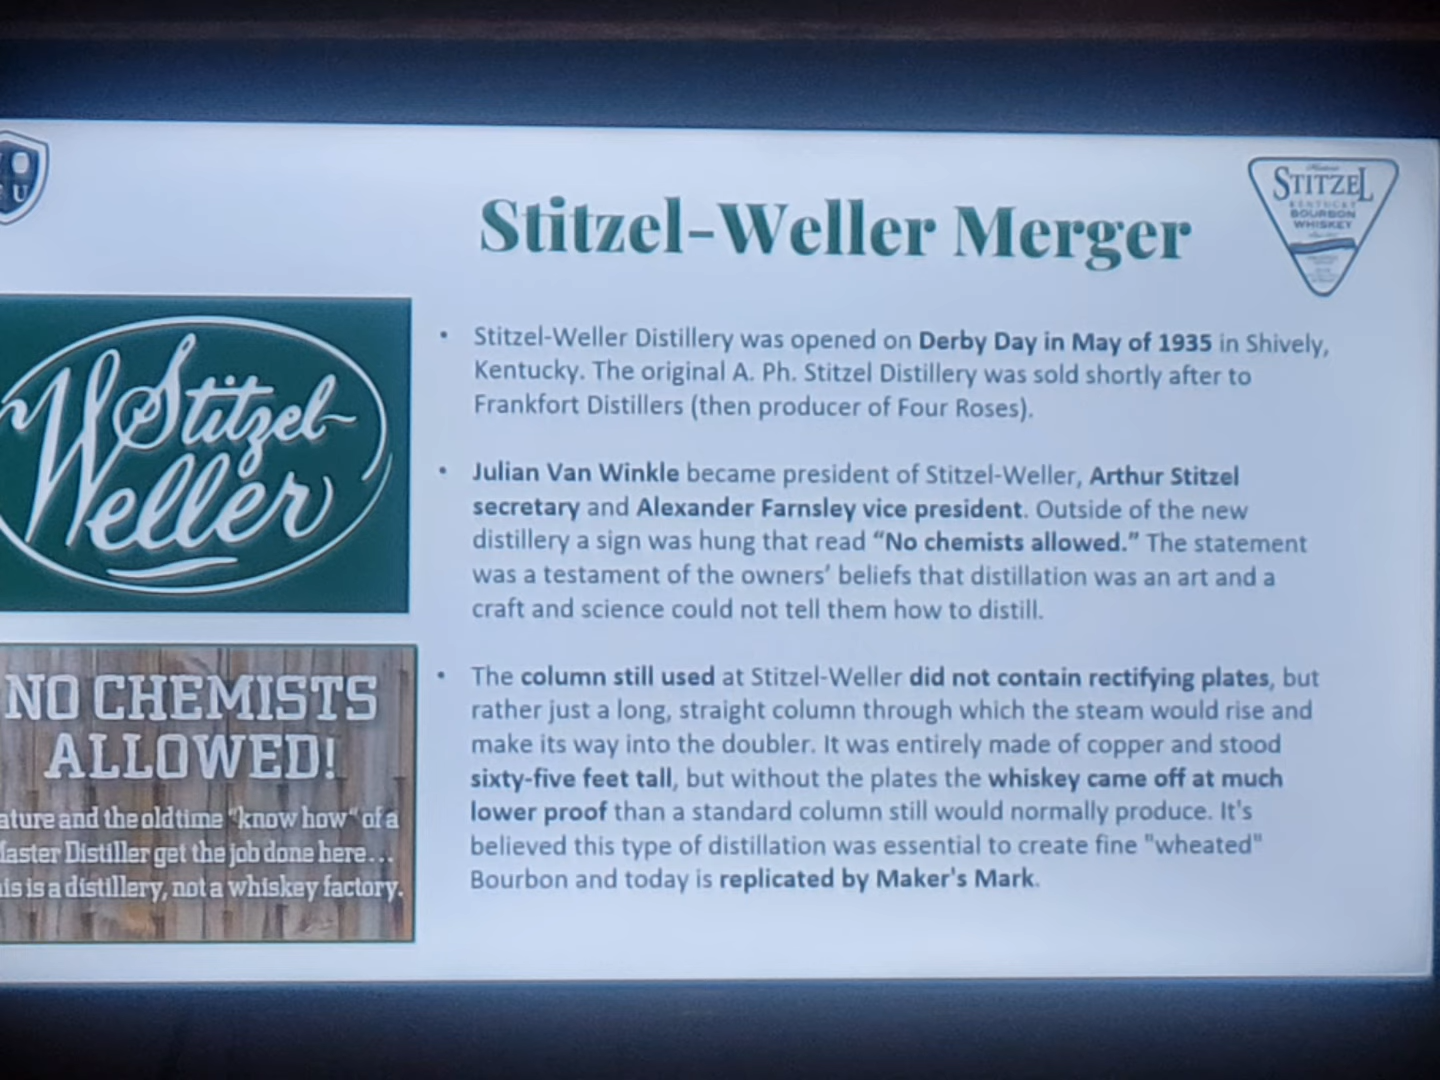 O
U
Stitzel-Weller Merger
STITZEL
KENTUCKY
BOURBON
WHISKEY
Stitzel-
Weller
• Stitzel-Weller Distillery was opened on Derby Day in May of 1935 in Shively,
Kentucky. The original A. Ph. Stitzel Distillery was sold shortly after to
Frankfort Distillers (then producer of Four Roses).
• Julian Van Winkle became president of Stitzel-Weller, Arthur Stitzel
secretary and Alexander Farnsley vice president. Outside of the new
distillery a sign was hung that read “No chemists allowed.” The statement
was a testament of the owners’ beliefs that distillation was an art and a
craft and science could not tell them how to distill.
• The column still used at Stitzel-Weller did not contain rectifying plates, but
rather just a long, straight column through which the steam would rise and
make its way into the doubler. It was entirely made of copper and stood
sixty-five feet tall, but without the plates the whiskey came off at much
lower proof than a standard column still would normally produce. It's
believed this type of distillation was essential to create fine "wheated"
Bourbon and today is replicated by Maker's Mark.
NO CHEMISTS
ALLOWED!
ature and the old time “know how“ of a
aster Distiller get the job done here...
is is a distillery, not a whiskey factory.